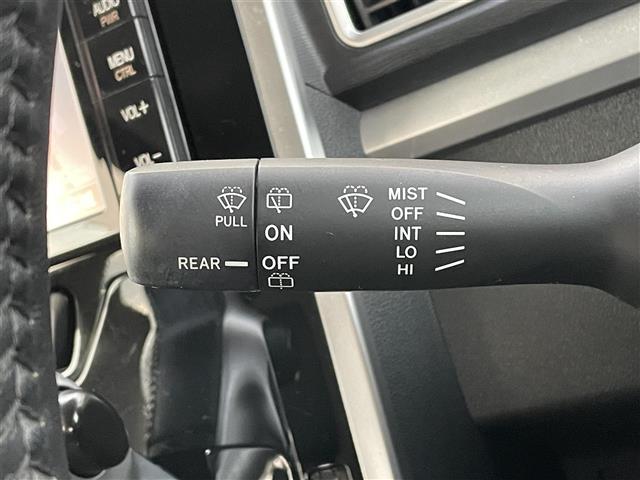 AUDIO
PWR
MENU
CTRL
VOL+
VOL-
PULL
REAR
ON
OFF
MIST
OFF
INT
LO
HI